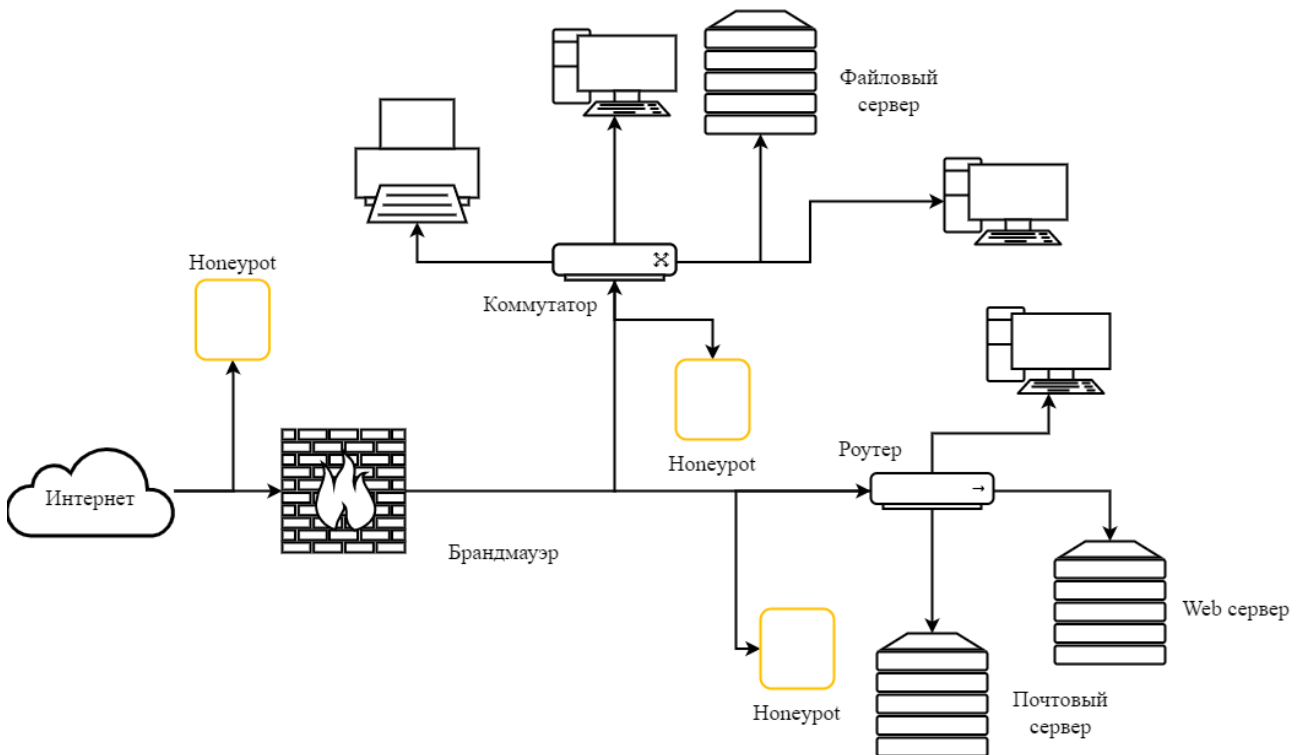 Файловый
сервер
Honeypot
Коммутатор
Роутер
Honeypot
Интернет
Брандмауэр
Web сервер
Почтовый
сервер
Honeypot